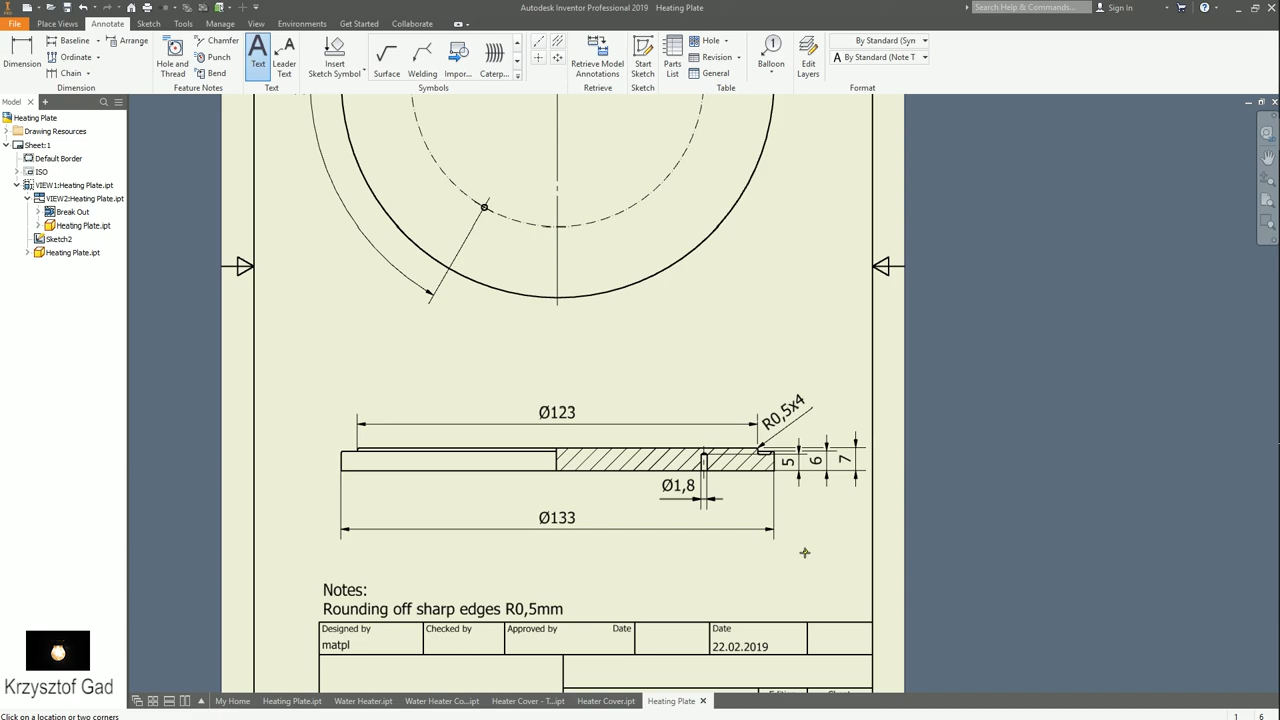 Autodesk Inventor Professional 2019 Heating Plate
Search Help & Commands...
Sign In
File Place Views Annotate Sketch Tools Manage View Environments Get Started Collaborate
Dimension
Baseline
Ordinate
Chain
Arrange
Dimension
Hole and
Thread
Chamfer
Punch
Bend
Feature Notes
Text
Leader
Text
Text
Insert
Sketch Symbol
Surface
Welding
Impor...
Caterp...
Symbols
Retrieve Model
Annotations
Retrieve
Start
Sketch
Sketch
Parts
List
Hole
Revision
General
Table
Balloon
Edit
Layers
By Standard (Syn
By Standard (Note T
Format
Model
Heating Plate
Drawing Resources
Sheet:1
Default Border
ISO
VIEW1:Heating Plate.ipt
VIEW2:Heating Plate.ipt
Break Out
Heating Plate.ipt
Sketch2
Heating Plate.ipt
Ø123
R0,5x4
5
6
7
Ø1,8
Ø133
Notes:
Rounding off sharp edges R0,5mm
Designed by
matpl
Checked by
Approved by
Date
Date
22.02.2019
Krzysztof Gad
My Home
Heating Plate.ipt
Water Heater.ipt
Water Heater Co...ipt
Heater Cover - T...ipt
Heater Cover.ipt
Heating Plate
Click on a location or two corners
1
6